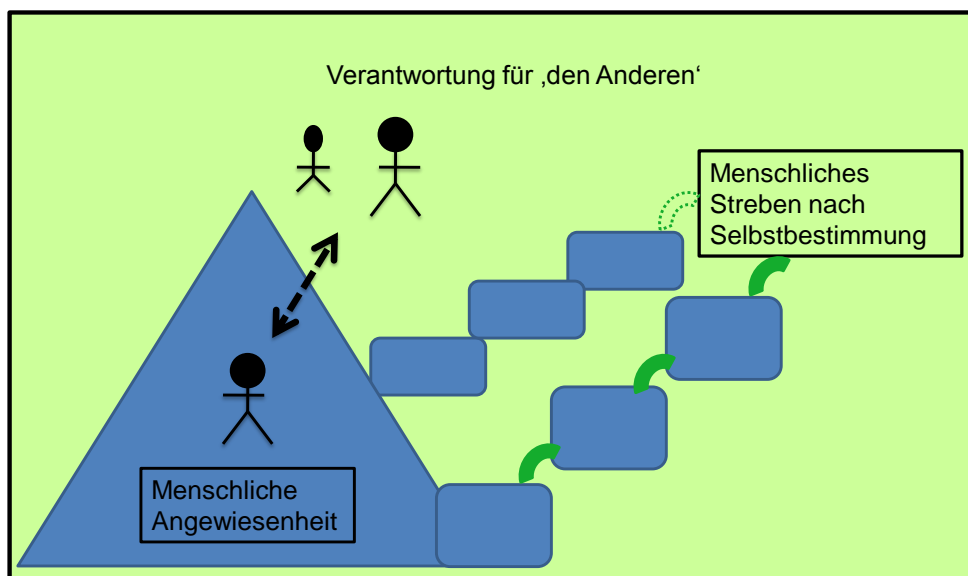 Verantwortung für ‚den Anderen‘
Menschliches
Streben nach
Selbstbestimmung
Menschliche
Angewiesenheit